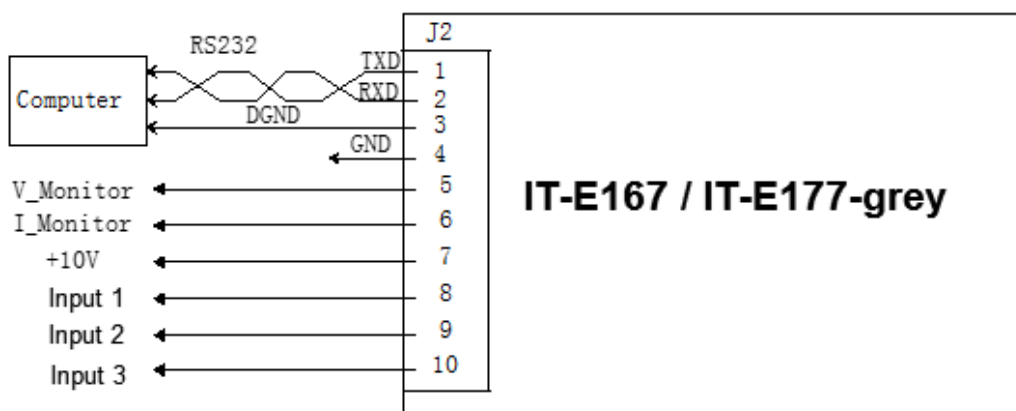 J2
RS232
TXD
1
Computer
RXD
2
DGND
3
GND
4
V_Monitor
5
IT-E167 / IT-E177-grey
I_Monitor
6
+10V
7
Input 1
8
Input 2
9
Input 3
10